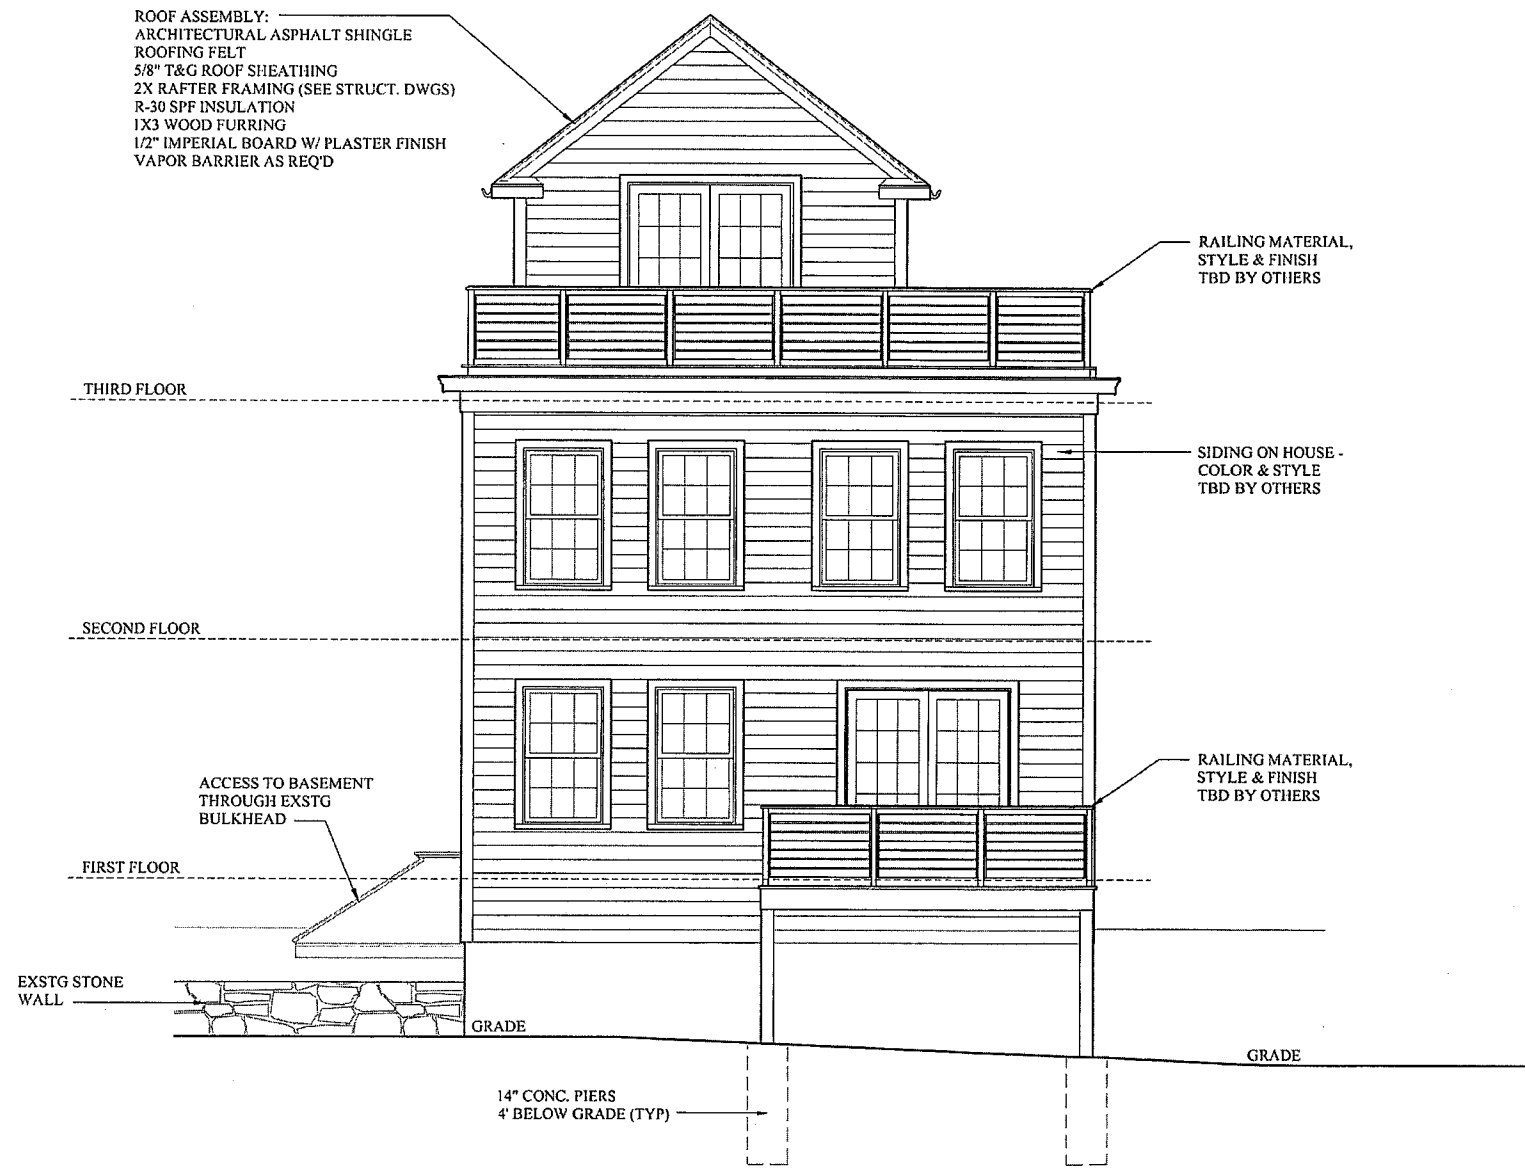 ROOF ASSEMBLY:
ARCHITECTURAL ASPHALT SHINGLE
ROOFING FELT
5/8" T&G ROOF SHEATHING
2X RAFTER FRAMING (SEE STRUCT. DWGS)
R-30 SPF INSULATION
1X3 WOOD FURRING
1/2" IMPERIAL BOARD W/ PLASTER FINISH
VAPOR BARRIER AS REQ'D
RAILING MATERIAL,
STYLE & FINISH
TBD BY OTHERS
THIRD FLOOR
SIDING ON HOUSE -
COLOR & STYLE
TBD BY OTHERS
SECOND FLOOR
RAILING MATERIAL,
STYLE & FINISH
TBD BY OTHERS
ACCESS TO BASEMENT
THROUGH EXSTG
BULKHEAD
FIRST FLOOR
EXSTG STONE
WALL
GRADE
GRADE
14" CONC. PIERS
4' BELOW GRADE (TYP)